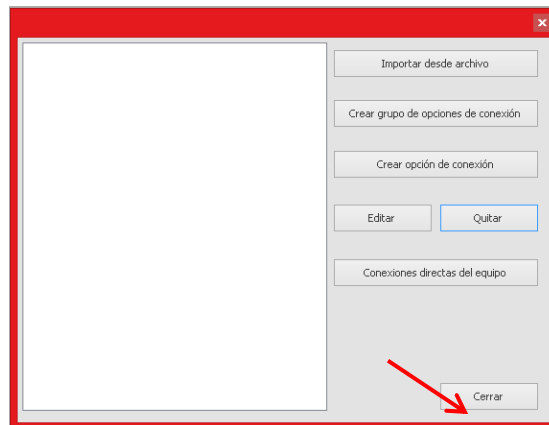 Importar desde archivo
Crear grupo de opciones de conexión
Crear opción de conexión
Editar Quitar
Conexiones directas del equipo
Cerrar